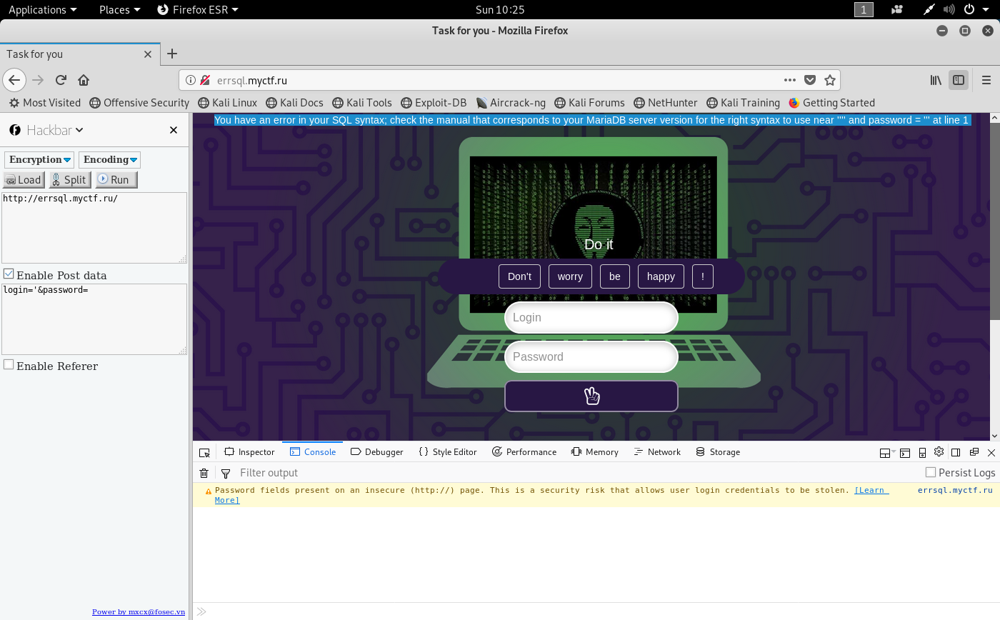 Applications Places Firefox ESR Sun 10:25 1
Task for you - Mozilla Firefox
Task for you
errsql.myctf.ru
Most Visited Offensive Security Kali Linux Kali Docs Kali Tools Exploit-DB Aircrack-ng Kali Forums NetHunter Kali Training Getting Started
Hackbar
Encryption Encoding
Load Split Run
http://errsql.myctf.ru/
Enable Post data
login='&password=
Enable Referer
Power by mxcx@fosec.vn
You have an error in your SQL syntax; check the manual that corresponds to your MariaDB server version for the right syntax to use near '''' and password = ''' at line 1
Do it
Don't worry be happy !
Login
Password
Inspector Console Debugger Style Editor Performance Memory Network Storage
Filter output Persist Logs
Password fields present on an insecure (http://) page. This is a security risk that allows user login credentials to be stolen. [Learn errsql.myctf.ru
More]